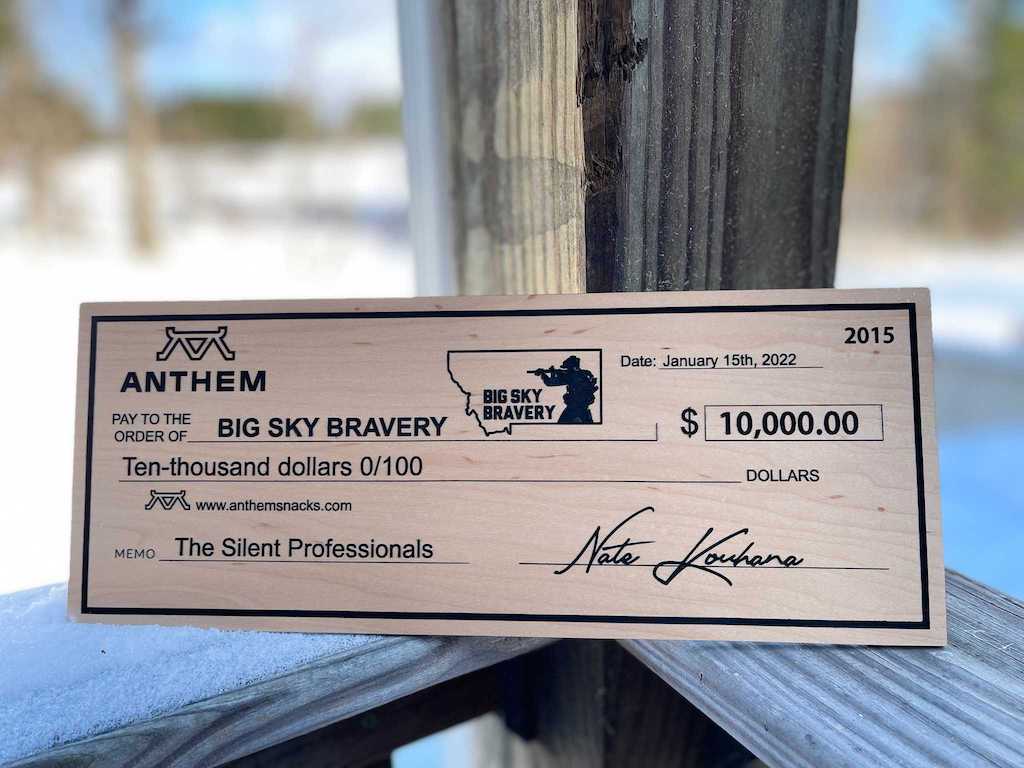 2015
ANTHEM
BIG SKY
BRAVERY
Date: January 15th, 2022
PAY TO THE
ORDER OF BIG SKY BRAVERY
$ 10,000.00
Ten-thousand dollars 0/100 DOLLARS
www.anthemsnacks.com
MEMO The Silent Professionals
Nate Kouhana